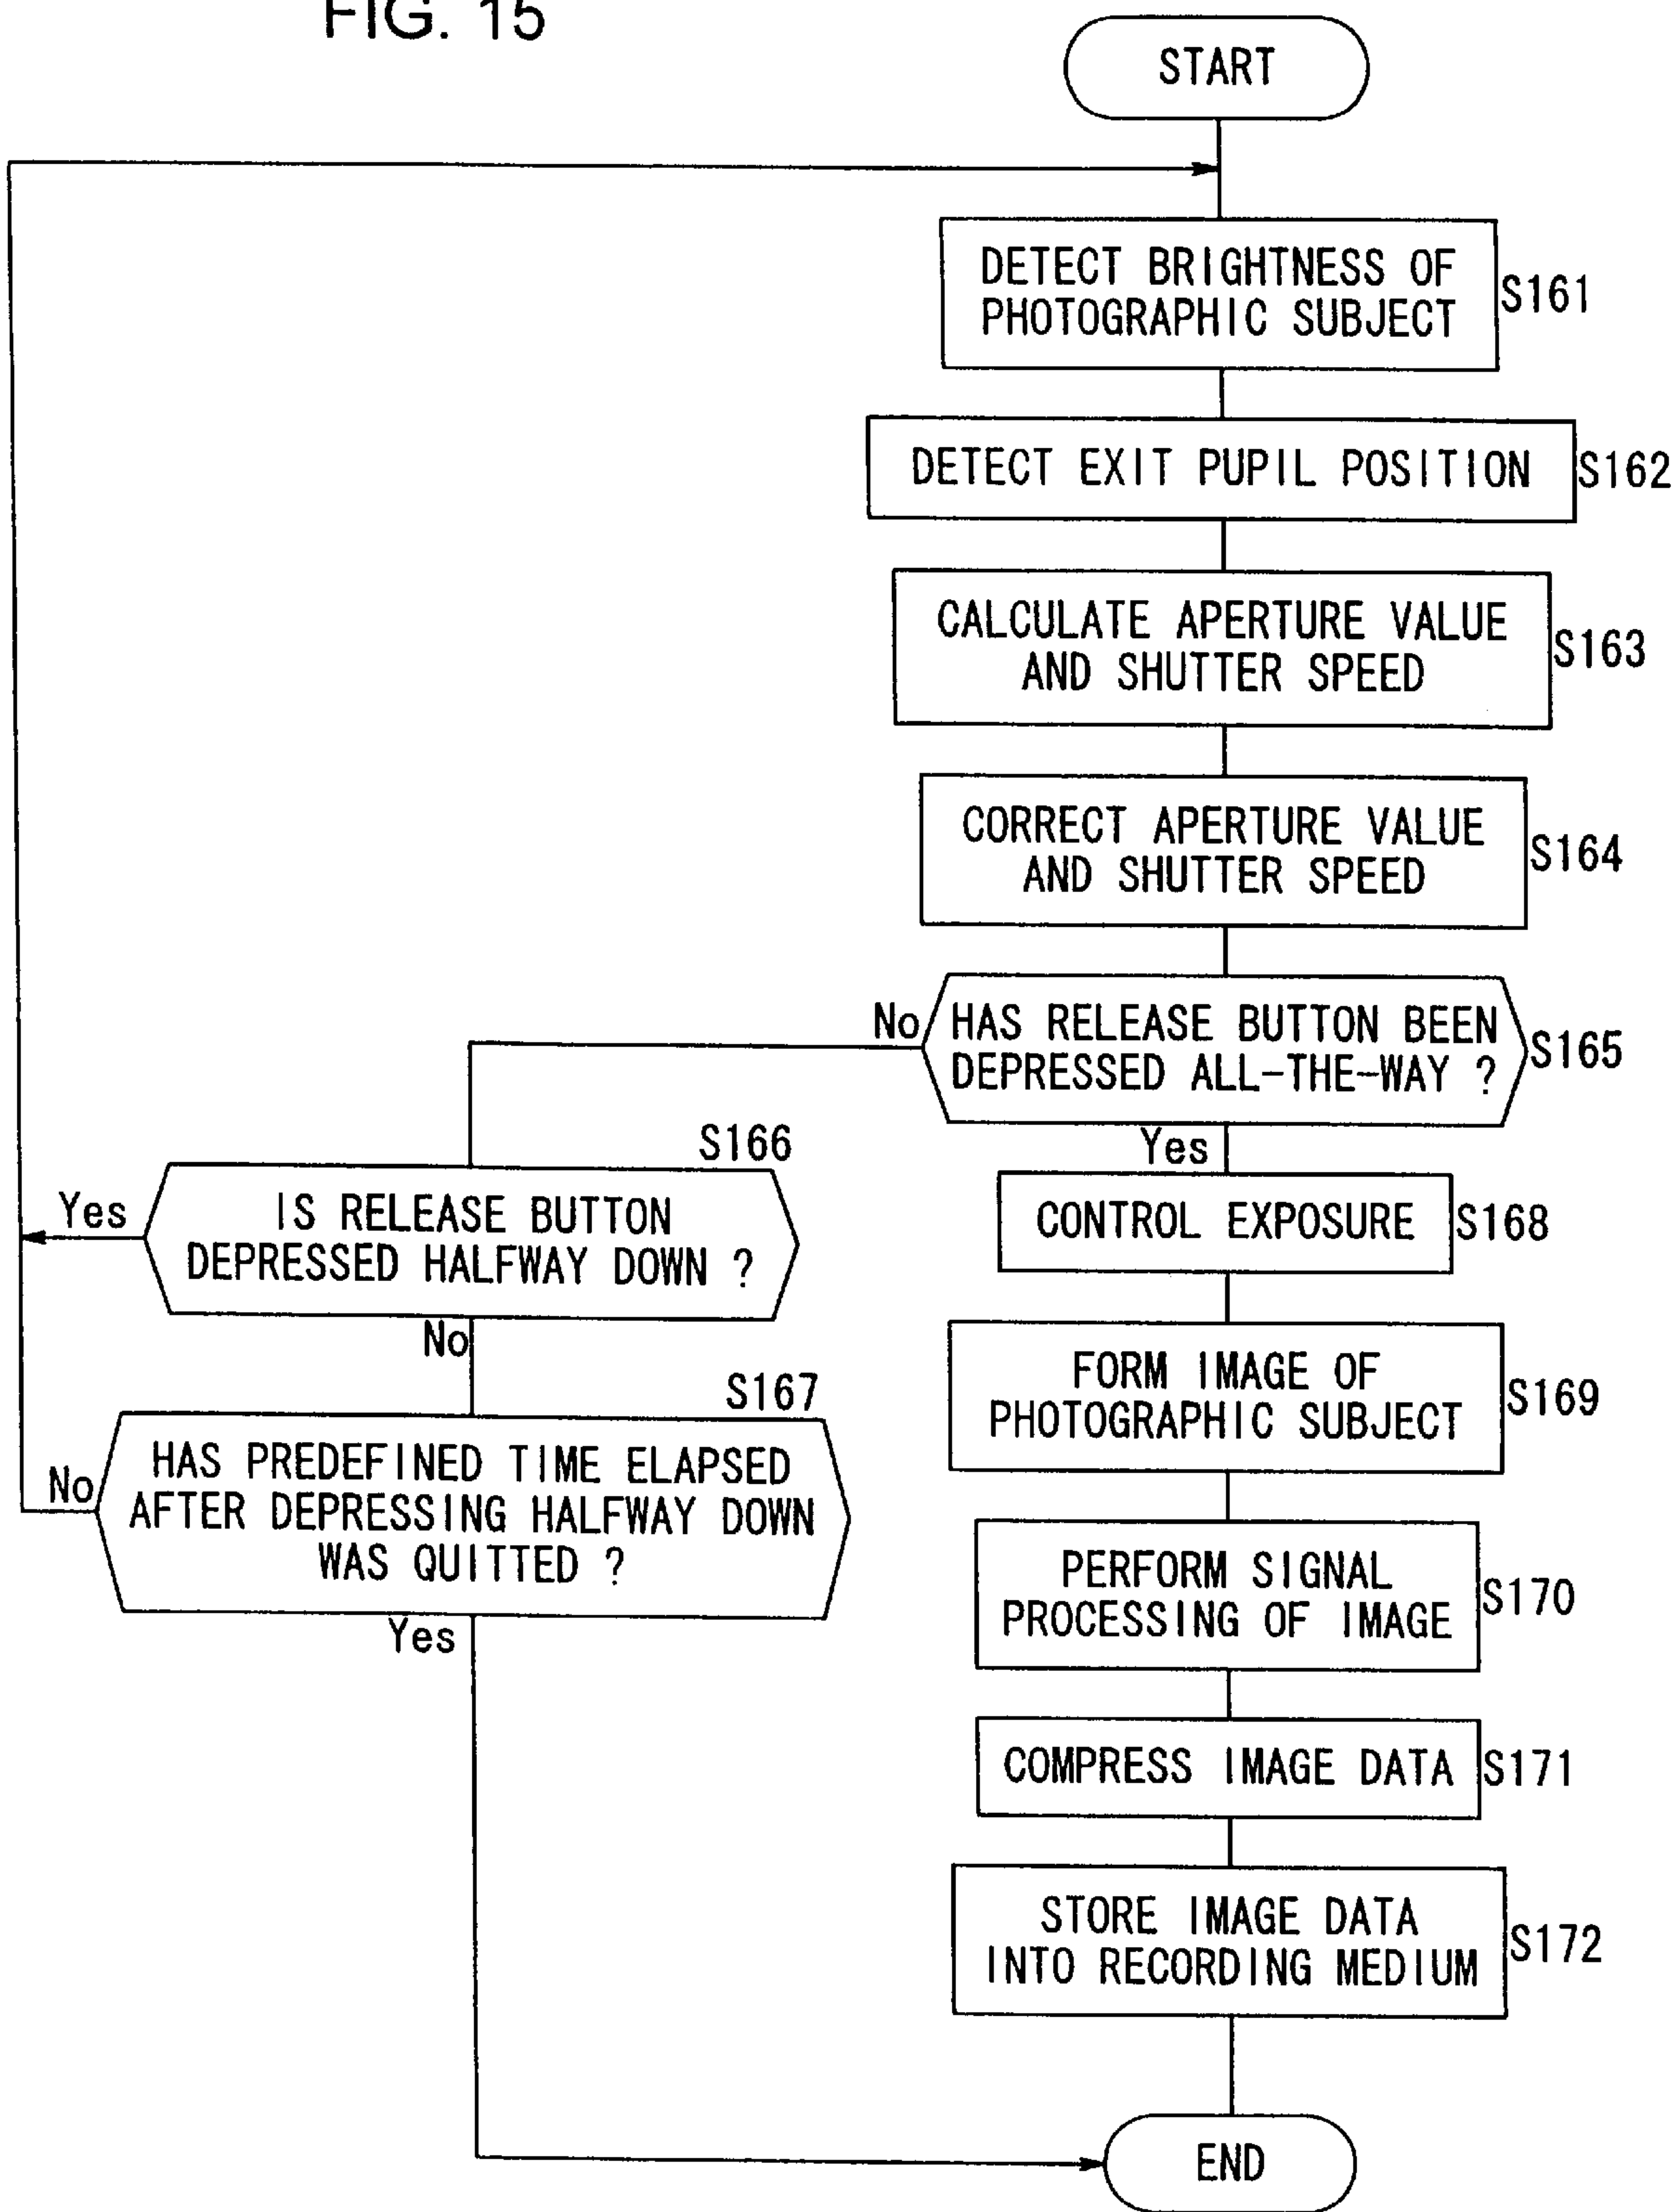 FIG. 15
START
DETECT BRIGHTNESS OF
PHOTOGRAPHIC SUBJECT
S161
DETECT EXIT PUPIL POSITION
S162
CALCULATE APERTURE VALUE
AND SHUTTER SPEED
S163
CORRECT APERTURE VALUE
AND SHUTTER SPEED
S164
No
HAS RELEASE BUTTON BEEN
DEPRESSED ALL-THE-WAY ?
S165
Yes
S166
Yes
IS RELEASE BUTTON
DEPRESSED HALFWAY DOWN ?
No
S167
No
HAS PREDEFINED TIME ELAPSED
AFTER DEPRESSING HALFWAY DOWN
WAS QUITTED ?
Yes
CONTROL EXPOSURE
S168
FORM IMAGE OF
PHOTOGRAPHIC SUBJECT
S169
PERFORM SIGNAL
PROCESSING OF IMAGE
S170
COMPRESS IMAGE DATA
S171
STORE IMAGE DATA
INTO RECORDING MEDIUM
S172
END